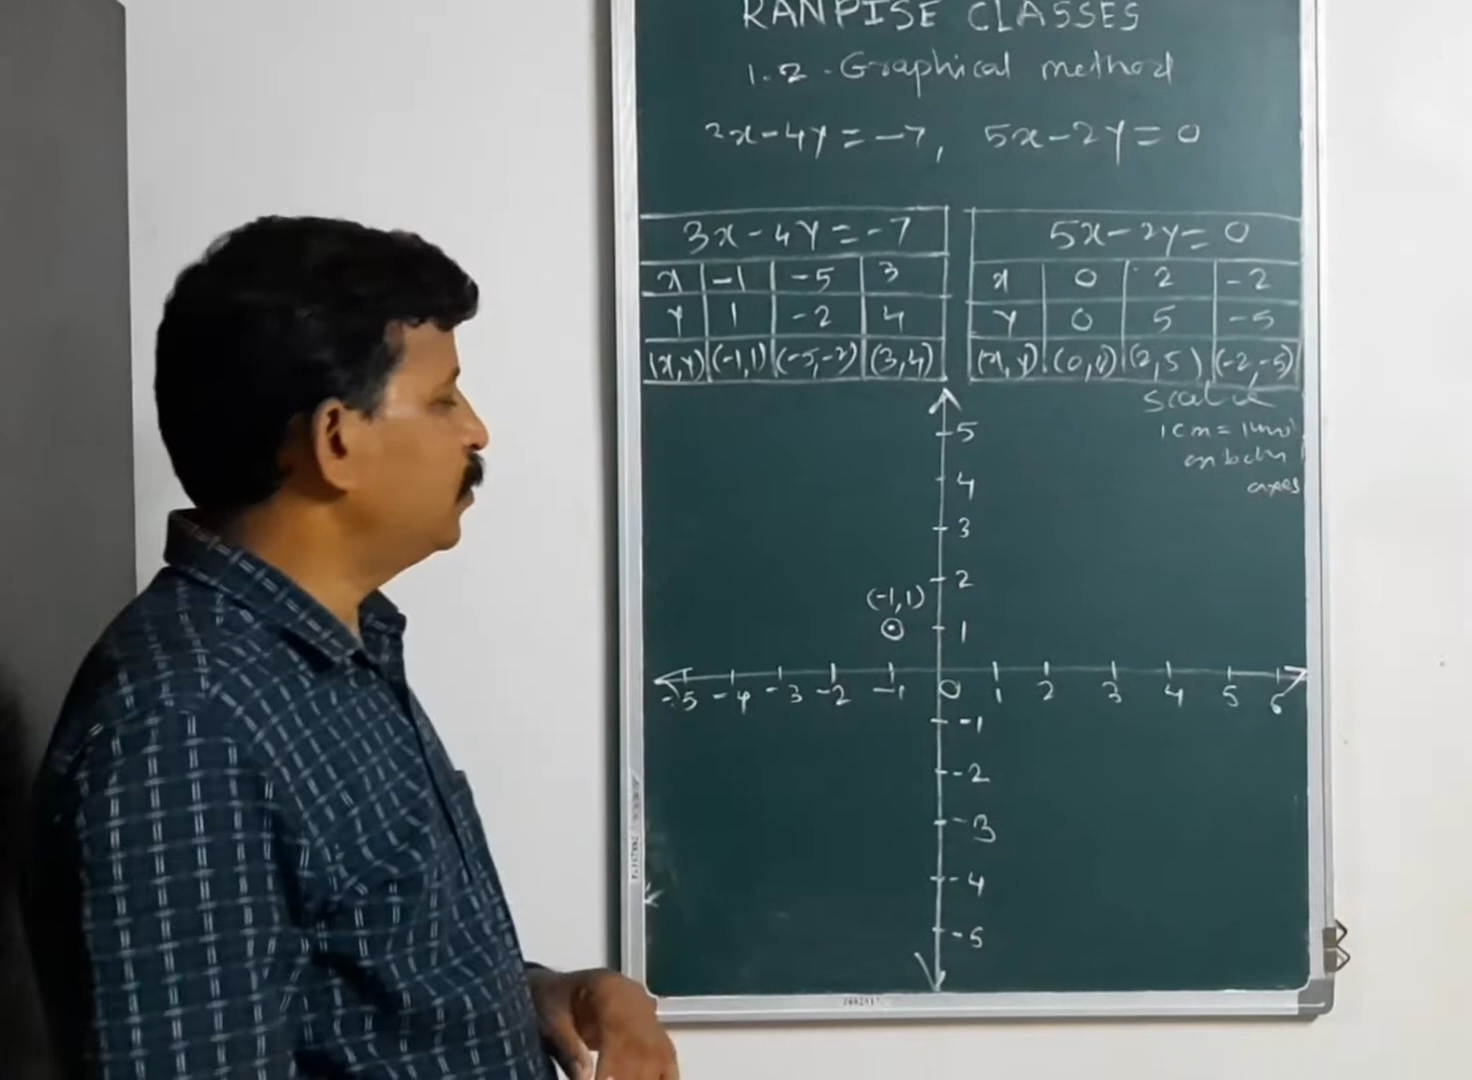 RANPISE CLASSES
1.2 - Graphical method
3x-4y=-7, 5x-2y=0
3x-4y=-7
x -1 -5 3
y 1 -2 4
(x,y) (-1,1) (-5,-2) (3,4)
5x-2y=0
x 0 2 -2
y 0 5 -5
(x,y) (0,0) (2,5) (-2,-5)
1cm=1unit
on both
axes
5
4
3
2
(-1,1)
1
-5 -4 -3 -2 -1 0 1 2 3 4 5 6
-1
-2
-3
-4
-5